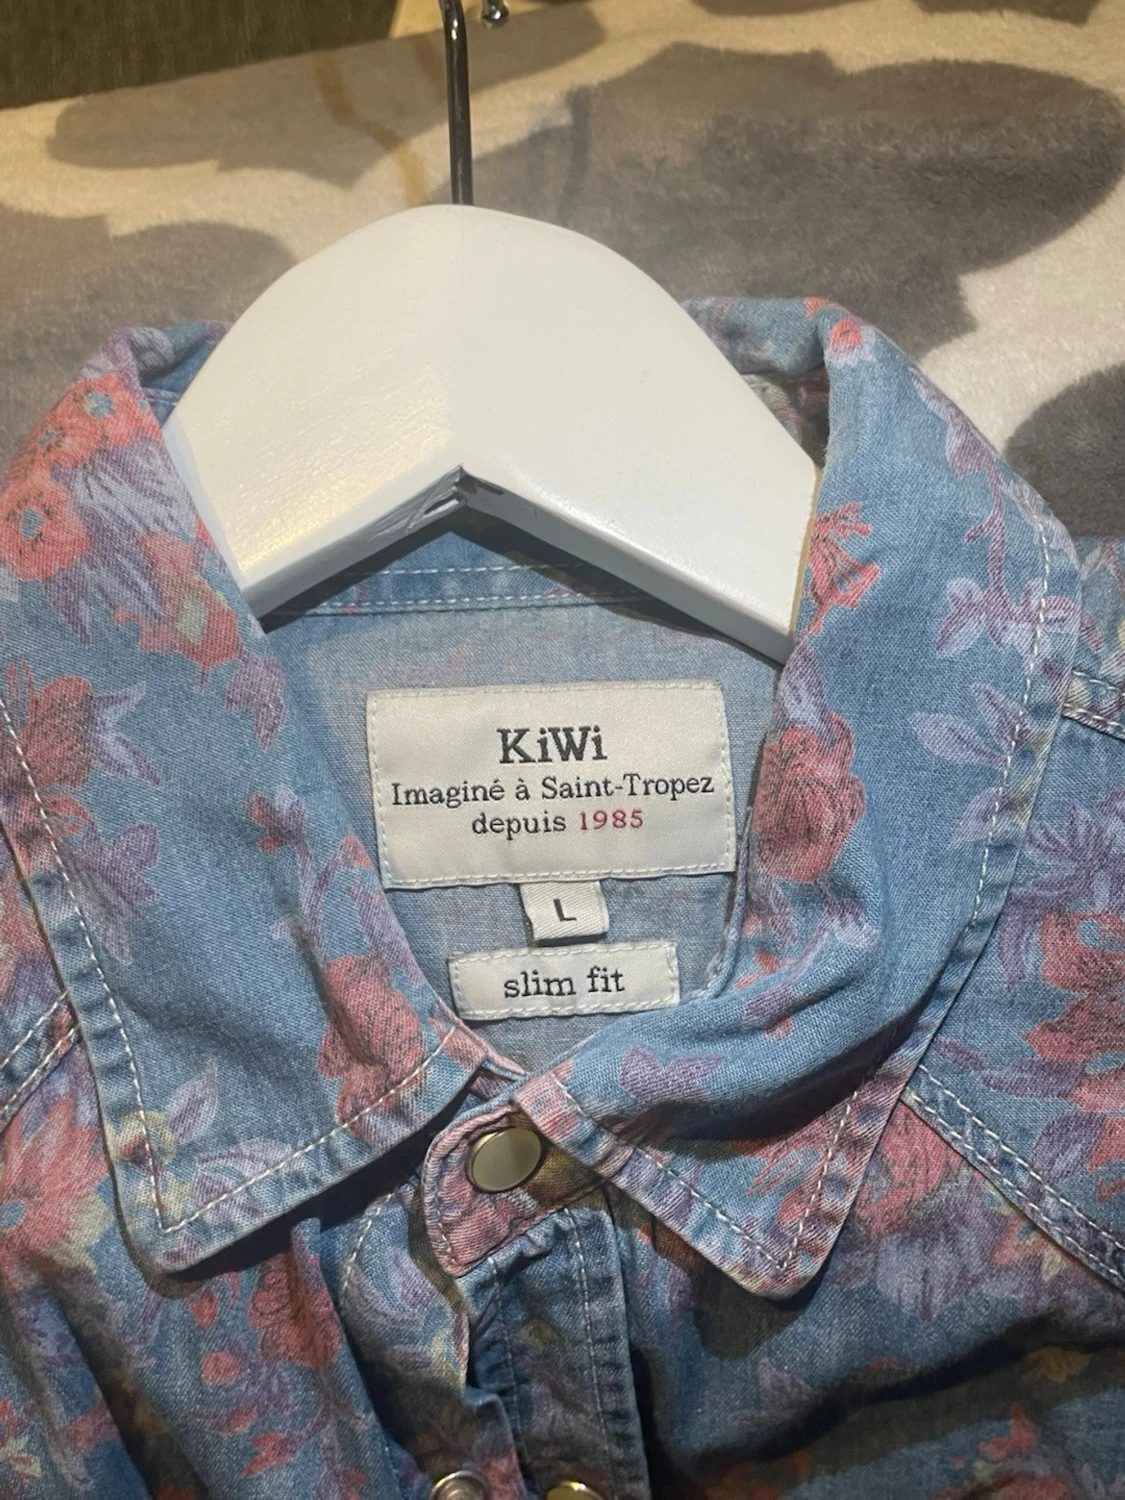 KiWi
Imaginé à Saint-Tropez
depuis 1985
L
slim fit